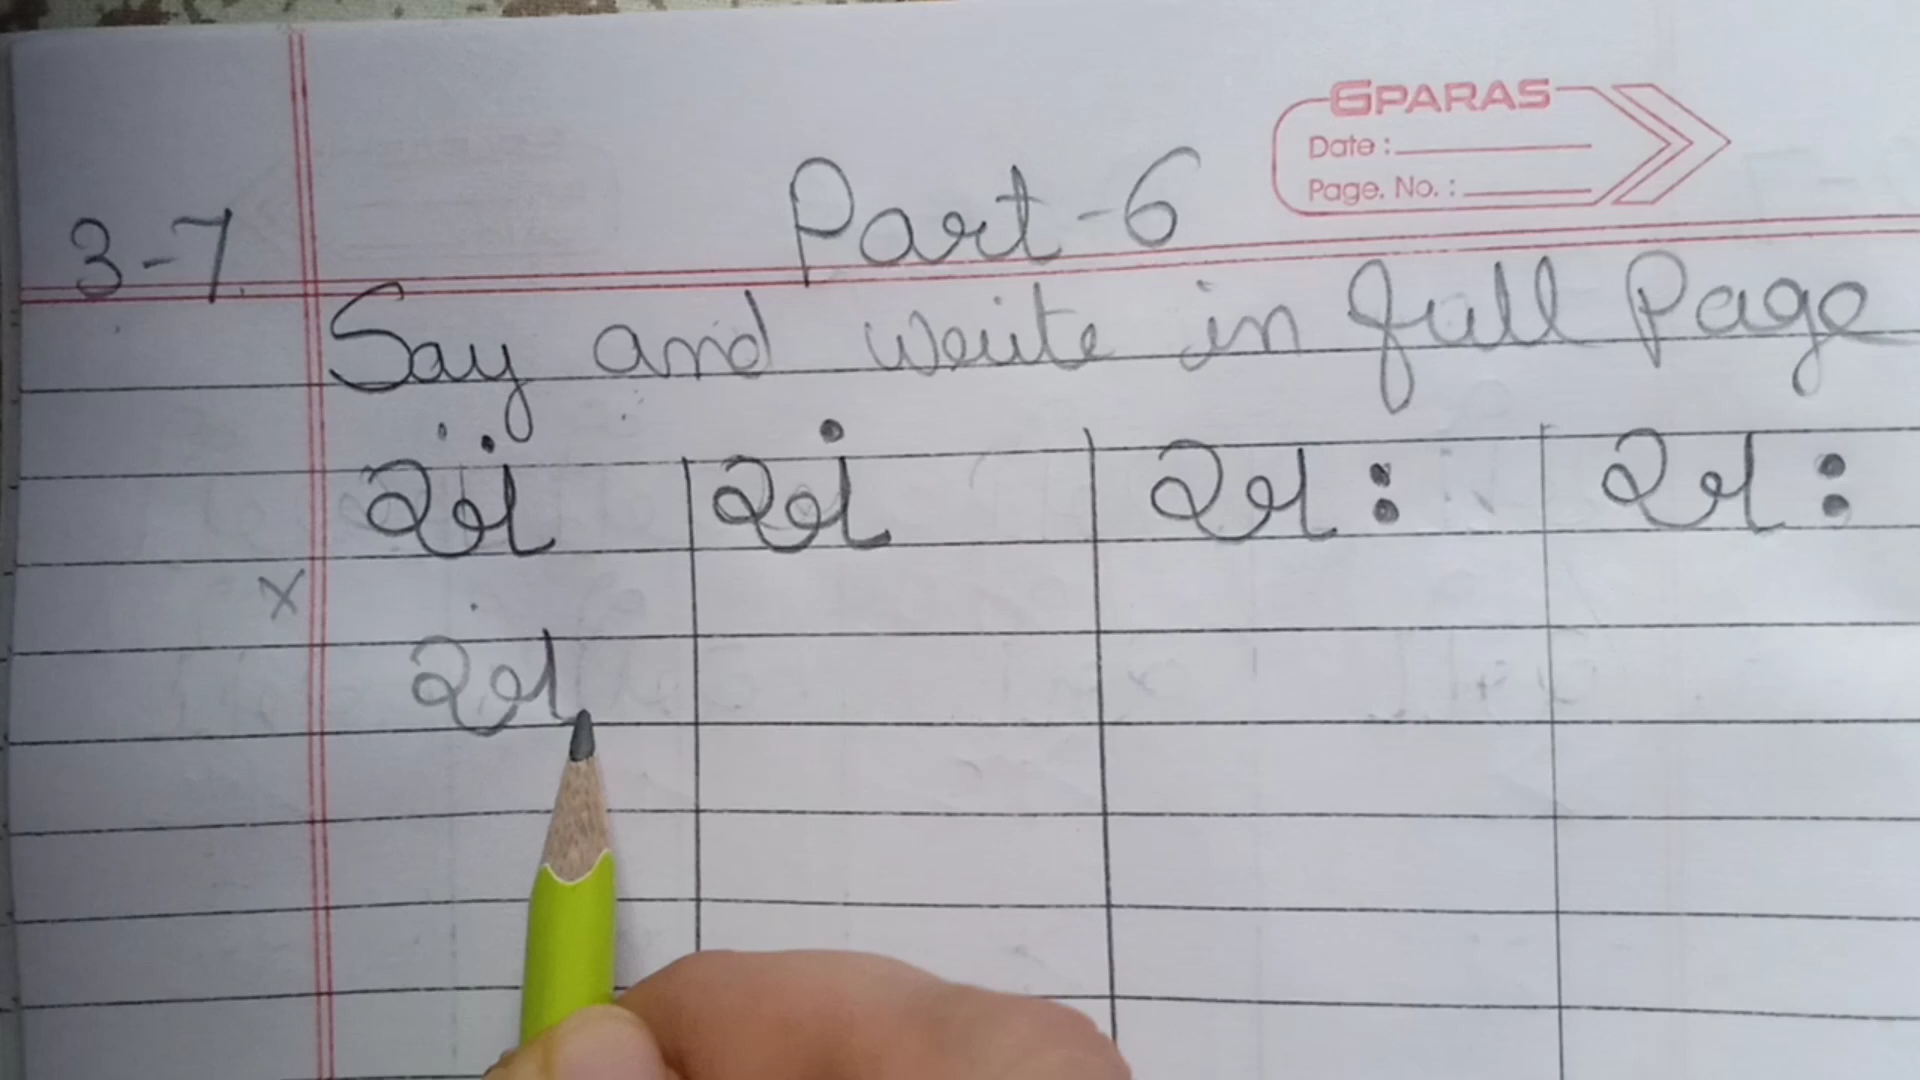 GPARAS
Date :
Page. No. :
3-7
Part-6
Say and write in full Page
અં અં અઃ અઃ
x
અ